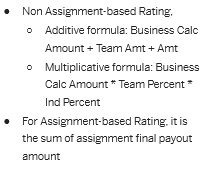 ● Non Assignment-based Rating,
○ Additive formula: Business Calc
Amount + Team Amt + Amt
○ Multiplicative formula: Business
Calc Amount * Team Percent *
Ind Percent
● For Assignment-based Rating, it is
the sum of assignment final payout
amount